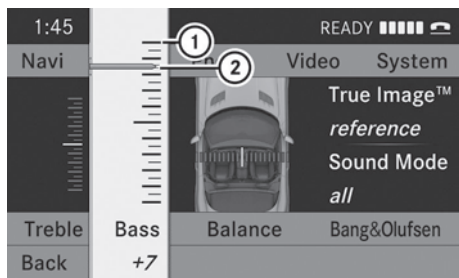 1:45 READY
①
Navi Video System
②
True Image™
reference
Sound Mode
all
Treble Bass Balance Bang&Olufsen
Back +7